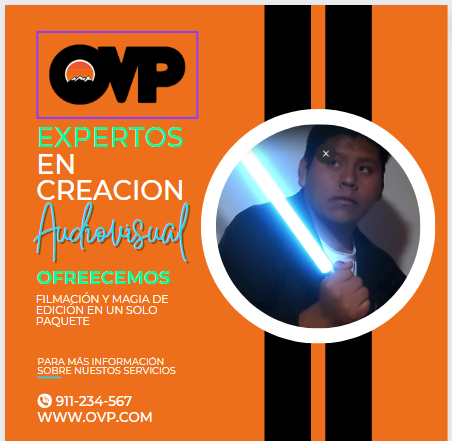 OVP
EXPERTOS
EN
CREACION
Audiovisual
OFREECEMOS
FILMACIÓN Y MAGIA DE
EDICIÓN EN UN SOLO
PAQUETE
PARA MÁS INFORMACIÓN
SOBRE NUESTOS SERVICIOS
911-234-567
WWW.OVP.COM